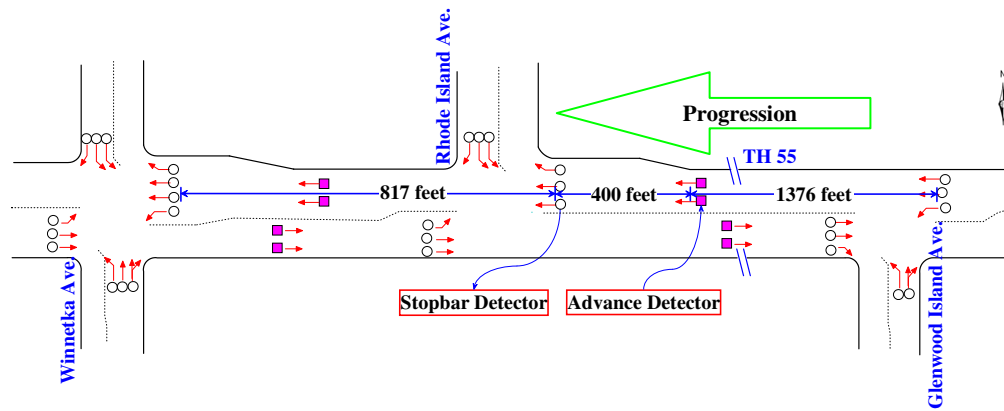 Rhode Island Ave.
Progression
N
TH 55
817 feet
400 feet
1376 feet
Stopbar Detector
Advance Detector
Winnetka Ave.
Glenwood Island Ave.